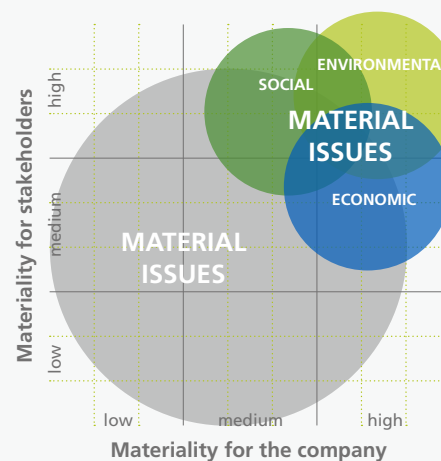 ENVIRONMENTA
SOCIAL
MATERIAL
ISSUES
ECONOMIC
MATERIAL
ISSUES
Materiality for stakeholders
high
medium
low
low
medium
high
Materiality for the company